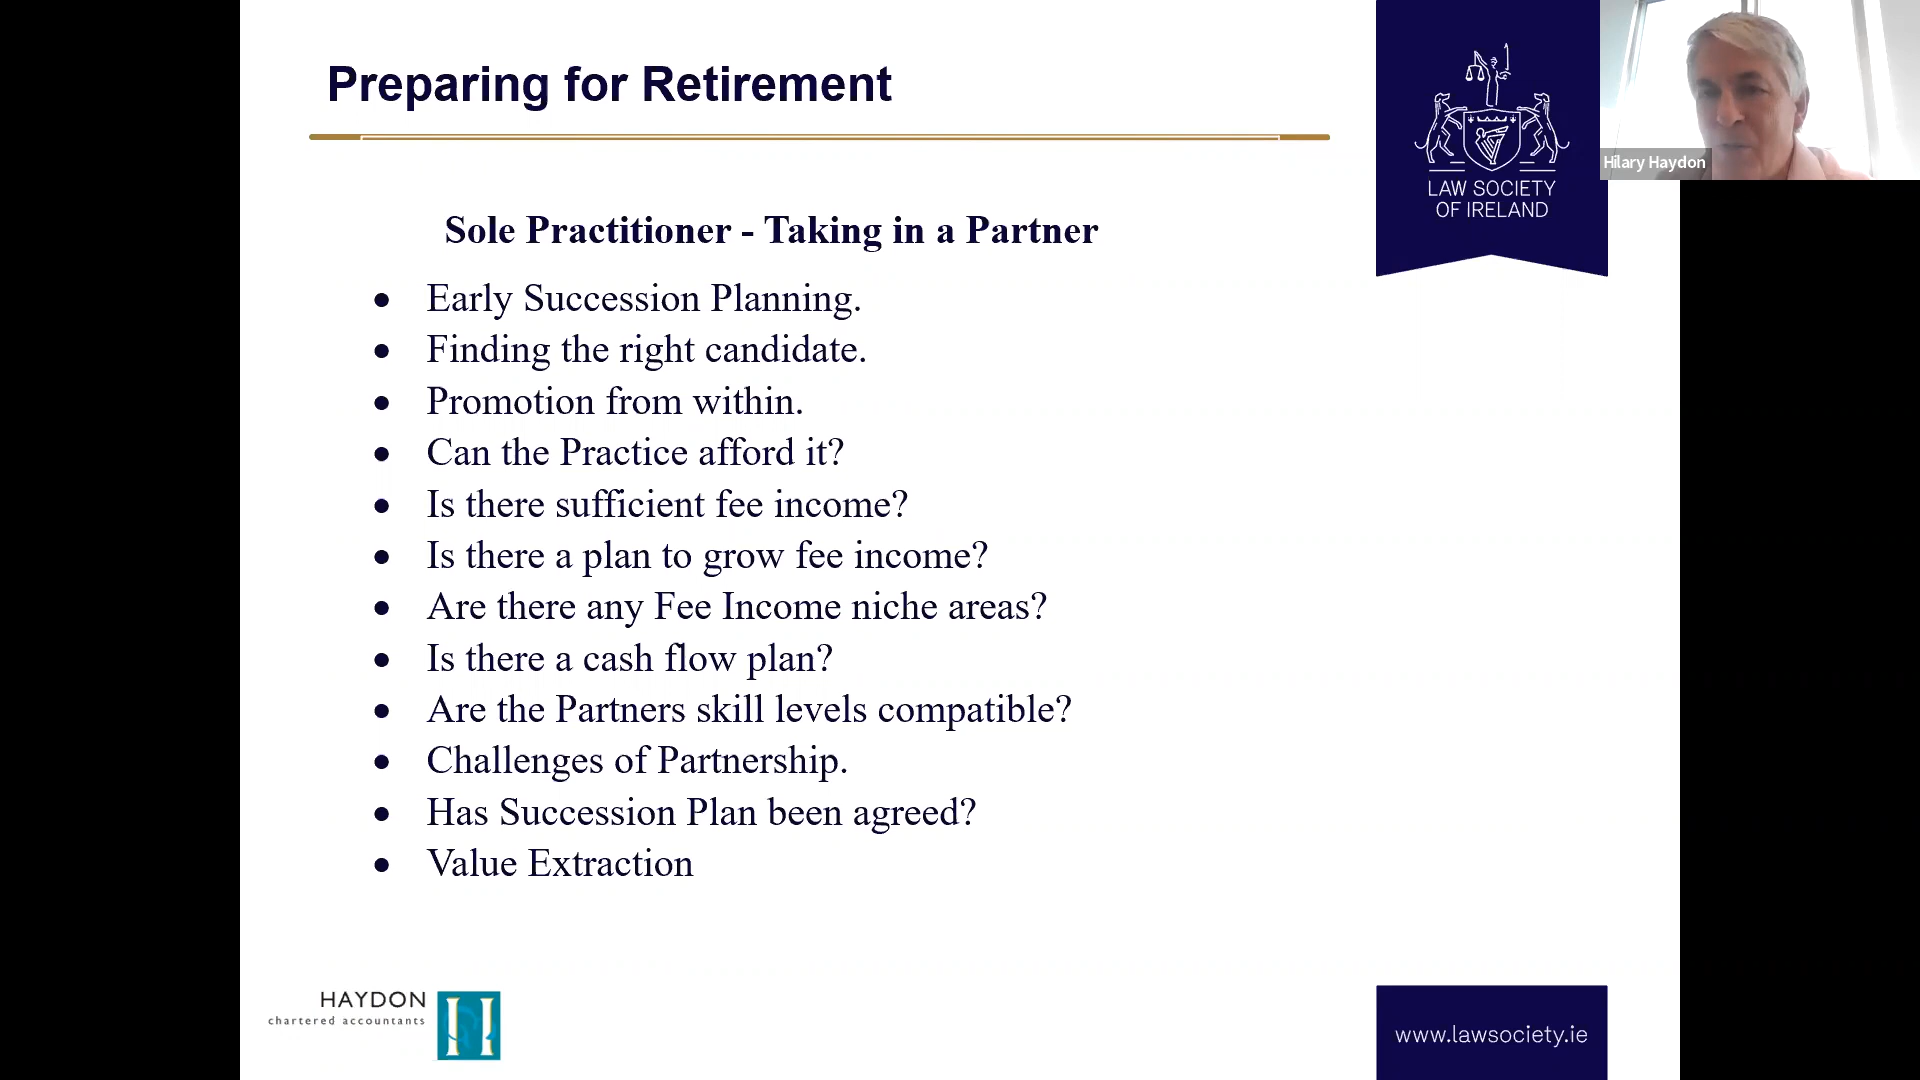 Preparing for Retirement
Sole Practitioner - Taking in a Partner
• Early Succession Planning.
• Finding the right candidate.
• Promotion from within.
• Can the Practice afford it?
• Is there sufficient fee income?
• Is there a plan to grow fee income?
• Are there any Fee Income niche areas?
• Is there a cash flow plan?
• Are the Partners skill levels compatible?
• Challenges of Partnership.
• Has Succession Plan been agreed?
• Value Extraction
LAW SOCIETY
OF IRELAND
Hilary Haydon
HAYDON
chartered accountants
H
www.lawsociety.ie